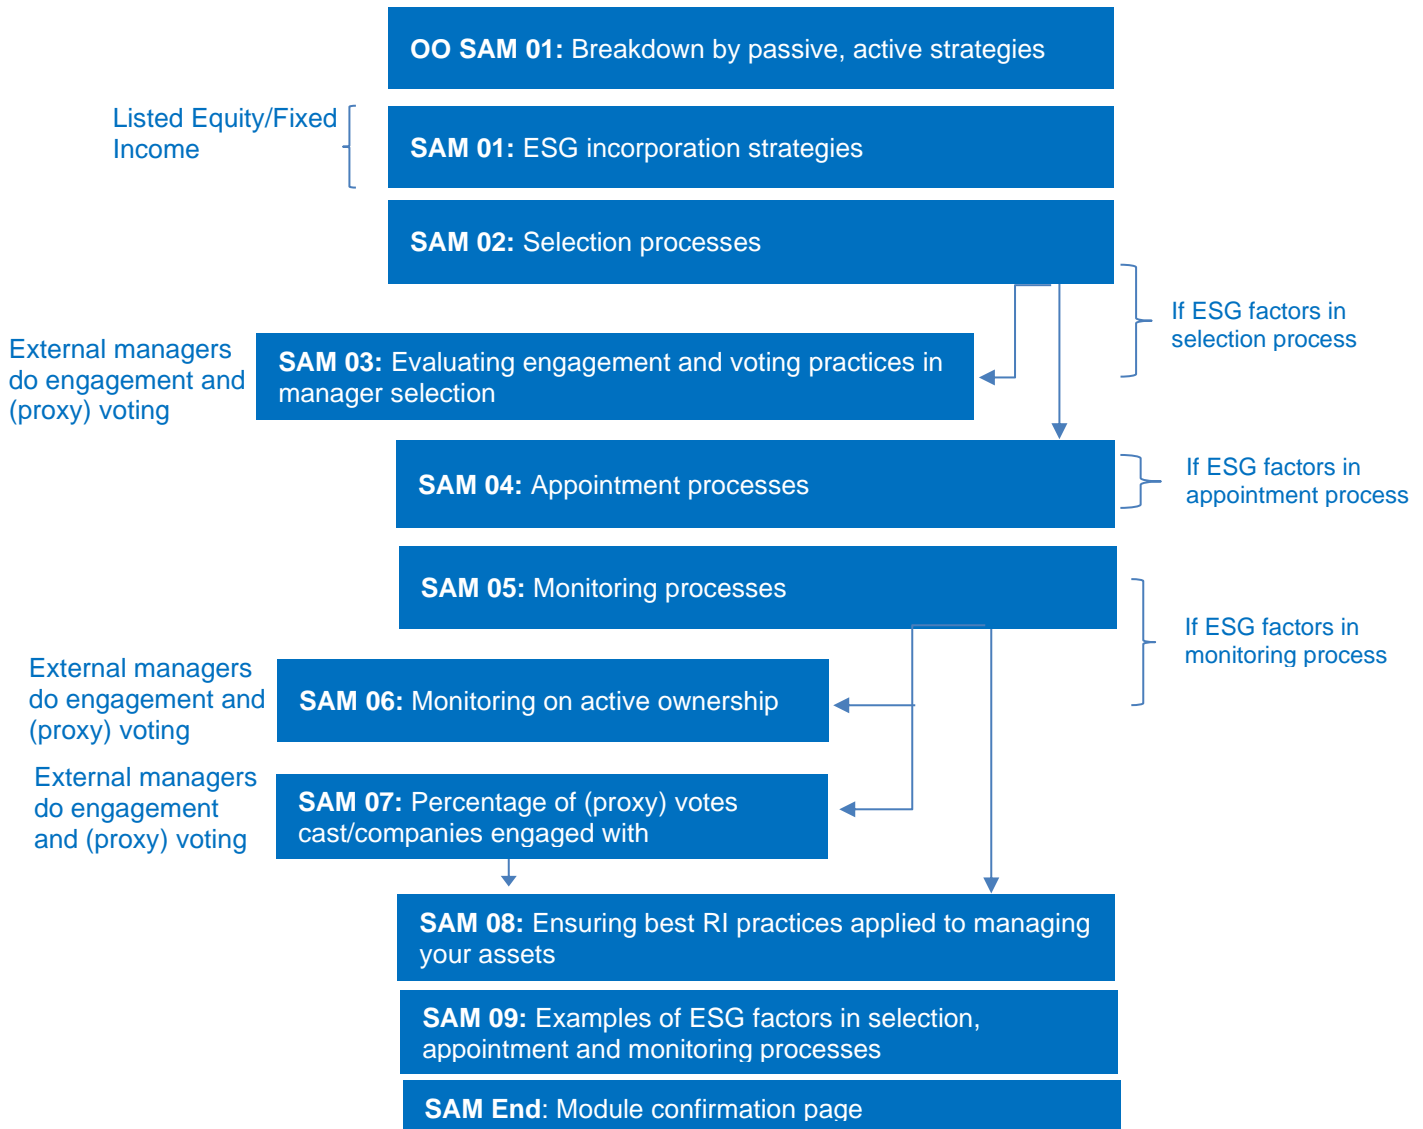 OO SAM 01: Breakdown by passive, active strategies
Listed Equity/Fixed
Income
SAM 01: ESG incorporation strategies
SAM 02: Selection processes
If ESG factors in
selection process
External managers
do engagement and
(proxy) voting
SAM 03: Evaluating engagement and voting practices in
manager selection
SAM 04: Appointment processes
If ESG factors in
appointment process
SAM 05: Monitoring processes
If ESG factors in
monitoring process
External managers
do engagement and
(proxy) voting
SAM 06: Monitoring on active ownership
External managers
do engagement
and (proxy) voting
SAM 07: Percentage of (proxy) votes
cast/companies engaged with
SAM 08: Ensuring best RI practices applied to managing
your assets
SAM 09: Examples of ESG factors in selection,
appointment and monitoring processes
SAM End: Module confirmation page